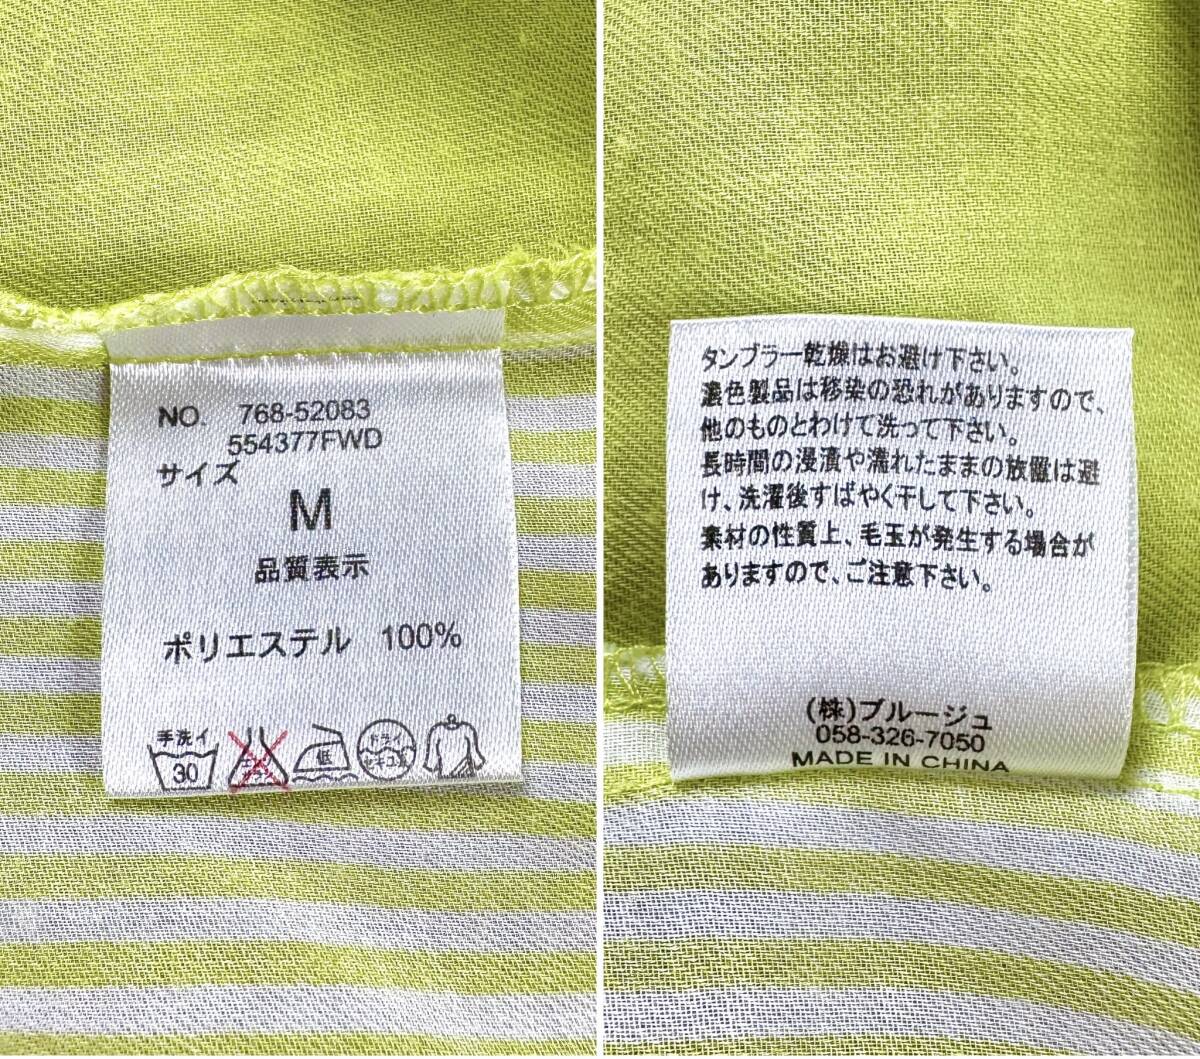 NO. 768-52083
554377FWD
サイズ
M
品質表示
ポリエステル 100%
手洗イ
30
低
ドライ
セキユ系
タンブラー乾燥はお避け下さい。
濃色製品は移染の恐れがありますので、
他のものとわけて洗って下さい。
長時間の浸漬や濡れたままの放置は避
け、洗濯後すばやく干して下さい。
素材の性質上、毛玉が発生する場合が
ありますので、ご注意下さい。
(株)ブルージュ
058-326-7050
MADE IN CHINA